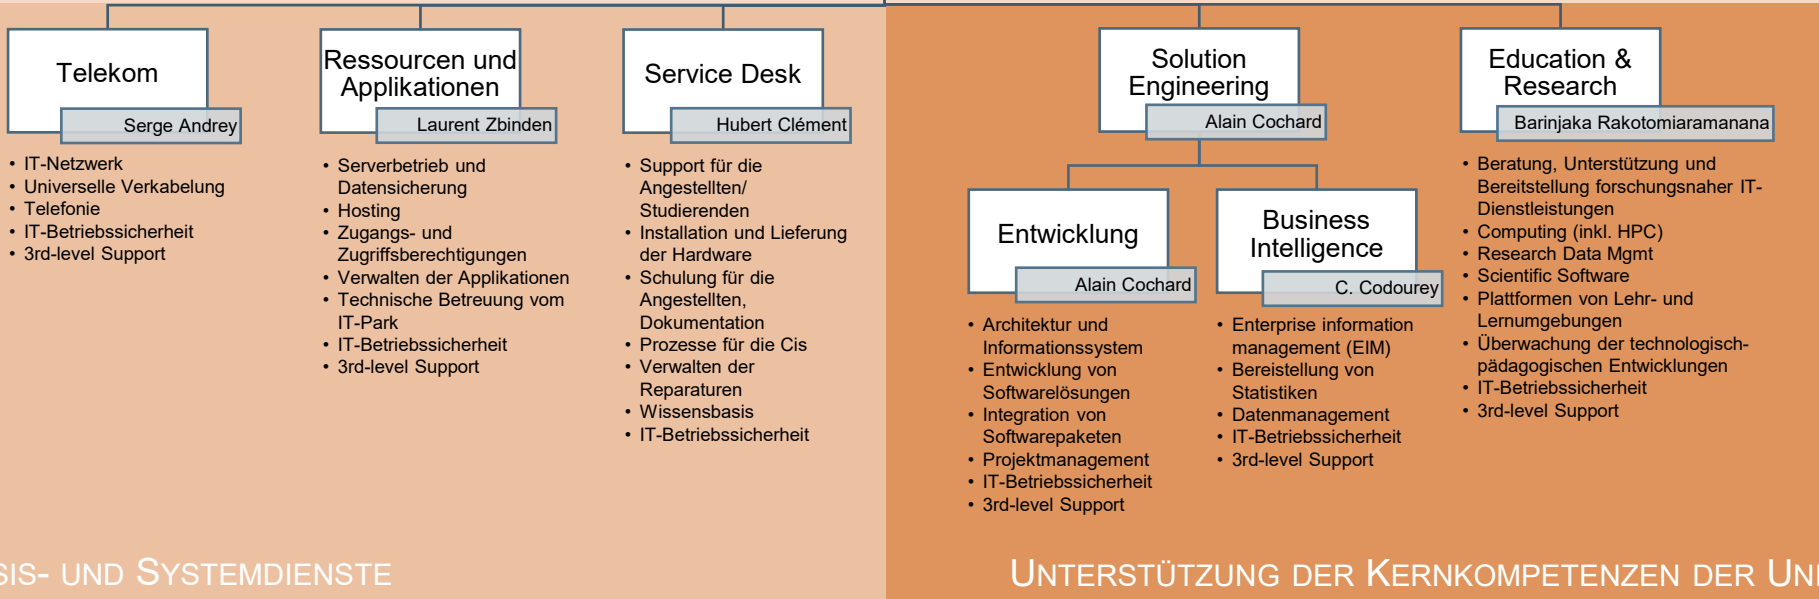 Telekom
Serge Andrey
• IT-Netzwerk
• Universelle Verkabelung
• Telefonie
• IT-Betriebssicherheit
• 3rd-level Support
Ressourcen und
Applikationen
Laurent Zbinden
• Serverbetrieb und
Datensicherung
• Hosting
• Zugangs- und
Zugriffsberechtigungen
• Verwalten der Applikationen
• Technische Betreuung vom
IT-Park
• IT-Betriebssicherheit
• 3rd-level Support
Service Desk
Hubert Clément
• Support für die
Angestellten/
Studierenden
• Installation und Lieferung
der Hardware
• Schulung für die
Angestellten,
Dokumentation
• Prozesse für die Cis
• Verwalten der
Reparaturen
• Wissensbasis
• IT-Betriebssicherheit
Solution
Engineering
Alain Cochard
Entwicklung
Alain Cochard
• Architektur und
Informationssystem
• Entwicklung von
Softwarelösungen
• Integration von
Softwarepaketen
• Projektmanagement
• IT-Betriebssicherheit
• 3rd-level Support
Business
Intelligence
C. Codourey
• Enterprise information
management (EIM)
• Bereistellung von
Statistiken
• Datenmanagement
• IT-Betriebssicherheit
• 3rd-level Support
Education &
Research
Barinjaka Rakotomiaramanana
• Beratung, Unterstützung und
Bereitstellung forschungsnaher IT-
Dienstleistungen
• Computing (inkl. HPC)
• Research Data Mgmt
• Scientific Software
• Plattformen von Lehr- und
Lernumgebungen
• Überwachung der technologisch-
pädagogischen Entwicklungen
• IT-Betriebssicherheit
• 3rd-level Support
SIS- UND SYSTEMDIENSTE
UNTERSTÜTZUNG DER KERNKOMPETENZEN DER UNI